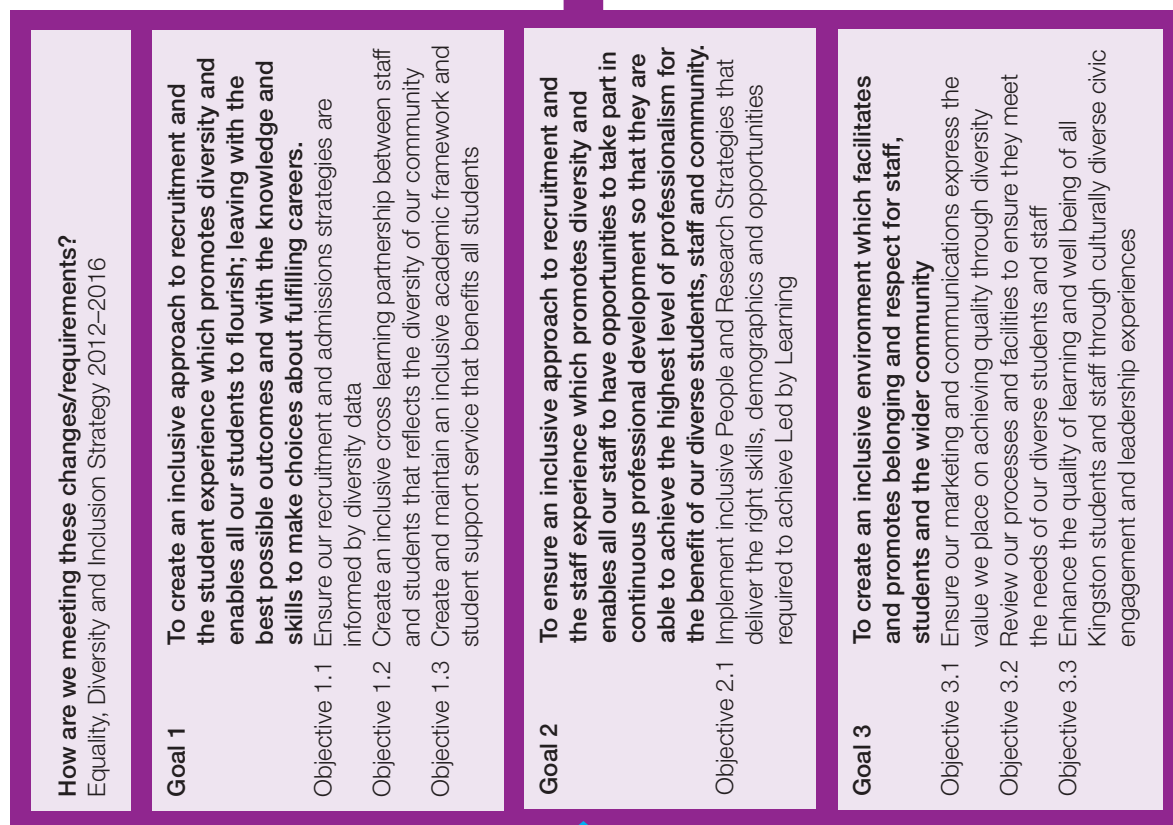 How are we meeting these changes/requirements?
Equality, Diversity and Inclusion Strategy 2012–2016
Goal 1 To create an inclusive approach to recruitment and
the student experience which promotes diversity and
enables all our students to flourish; leaving with the
best possible outcomes and with the knowledge and
skills to make choices about fulfilling careers.
Objective 1.1 Ensure our recruitment and admissions strategies are
informed by diversity data
Objective 1.2 Create an inclusive cross learning partnership between staff
and students that reflects the diversity of our community
Objective 1.3 Create and maintain an inclusive academic framework and
student support service that benefits all students
Goal 2 To ensure an inclusive approach to recruitment and
the staff experience which promotes diversity and
enables all our staff to have opportunities to take part in
continuous professional development so that they are
able to achieve the highest level of professionalism for
the benefit of our diverse students, staff and community.
Objective 2.1 Implement inclusive People and Research Strategies that
deliver the right skills, demographics and opportunities
required to achieve Led by Learning
Goal 3 To create an inclusive environment which facilitates
and promotes belonging and respect for staff,
students and the wider community
Objective 3.1 Ensure our marketing and communications express the
value we place on achieving quality through diversity
Objective 3.2 Review our processes and facilities to ensure they meet
the needs of our diverse students and staff
Objective 3.3 Enhance the quality of learning and well being of all
Kingston students and staff through culturally diverse civic
engagement and leadership experiences